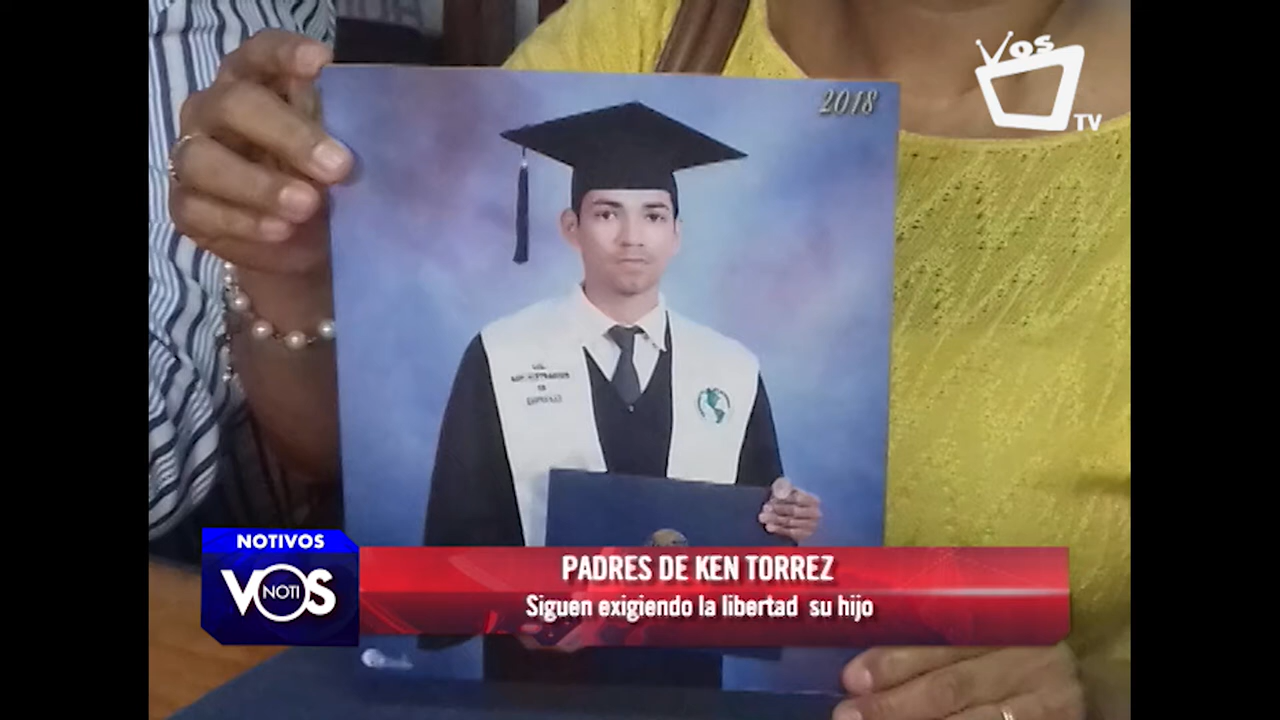 2018
VOS
TV
NOTIVOS
VOS
NOTI
PADRES DE KEN TORREZ
Siguen exigiendo la libertad su hijo